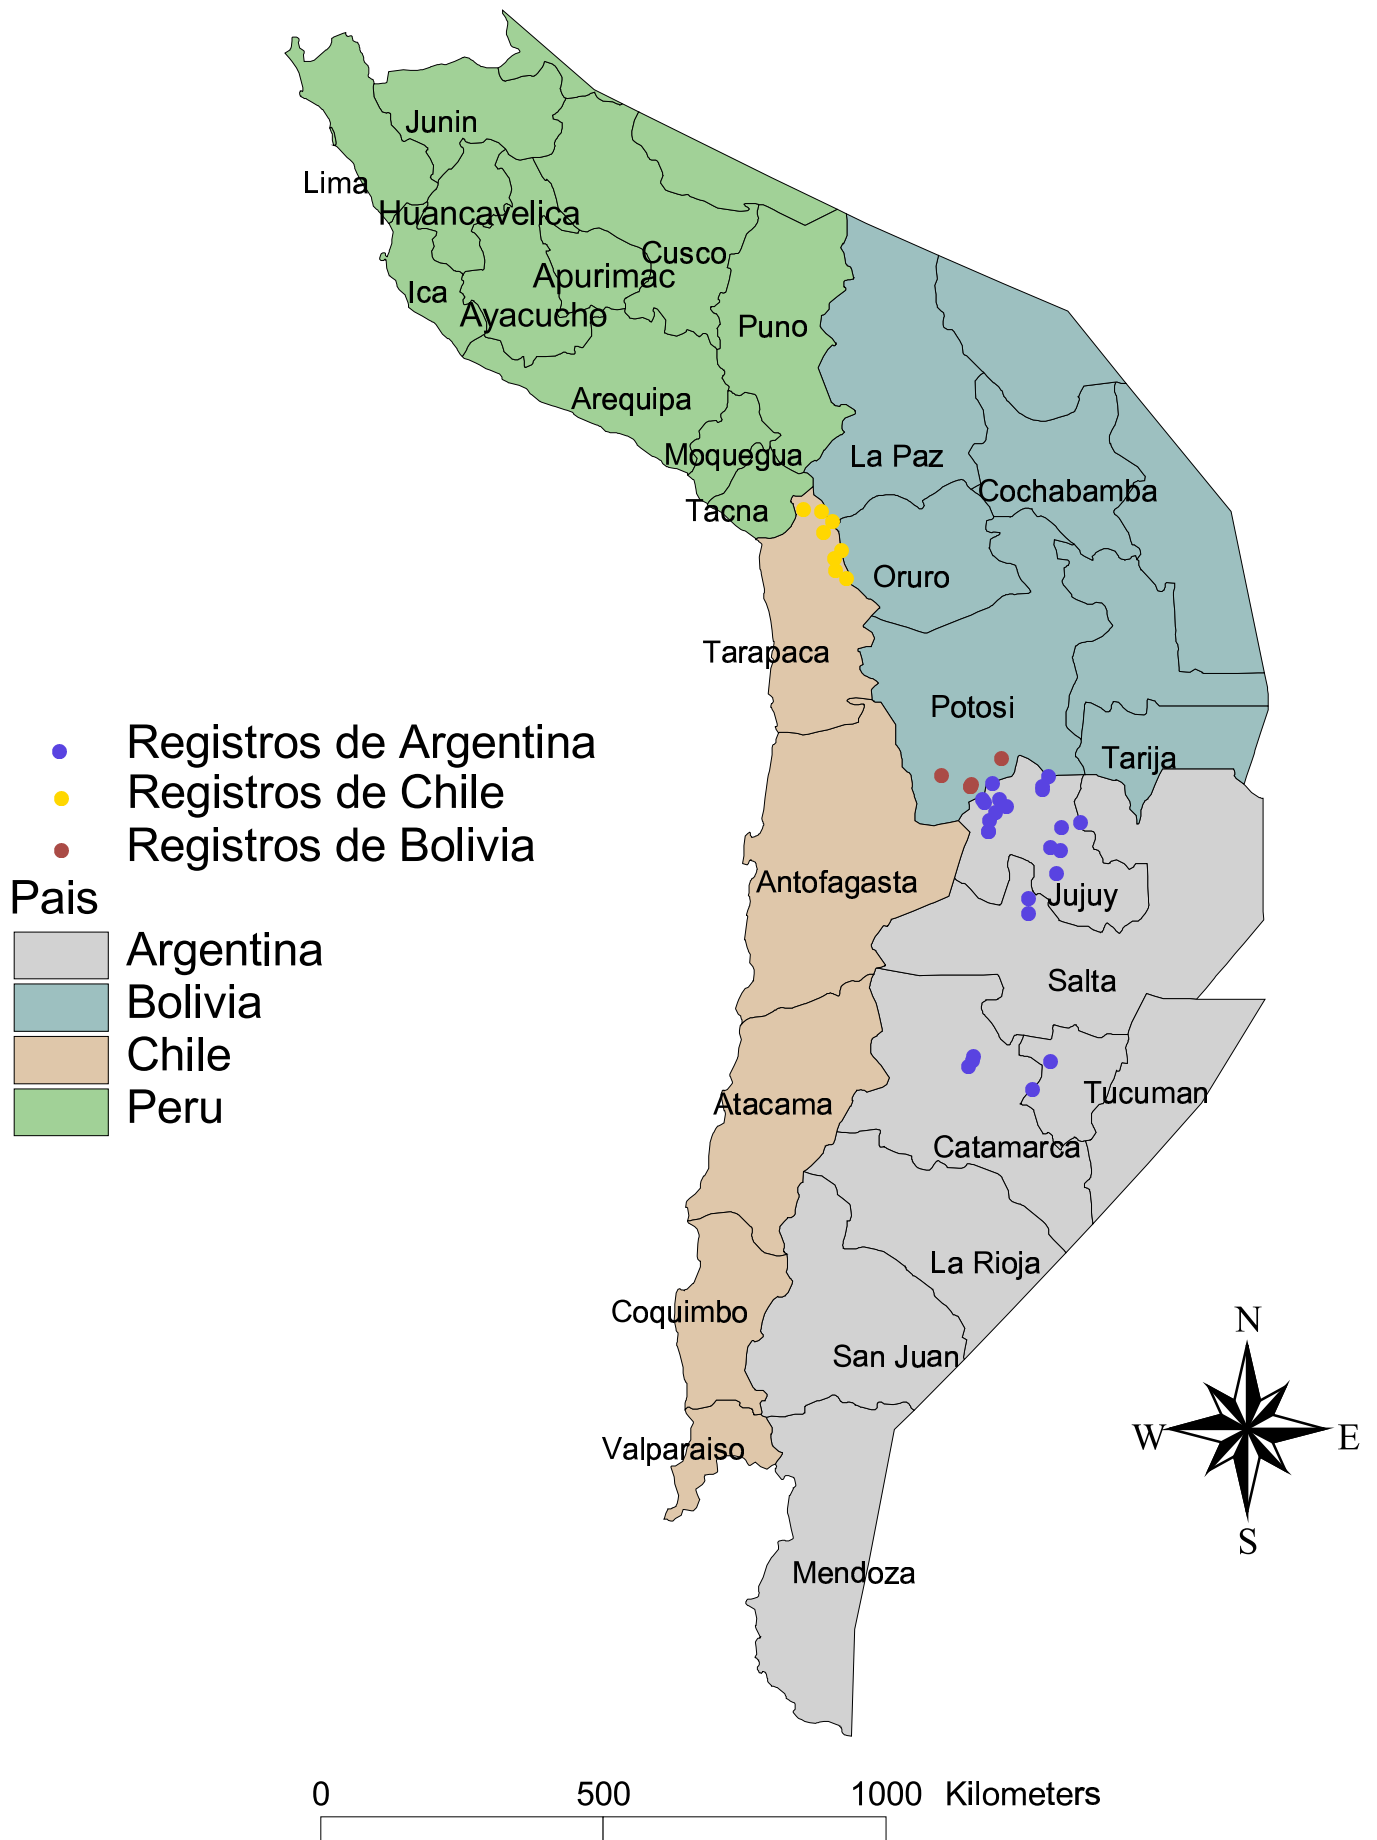 Junin
Lima
Huancavelica
Cusco
Apurimac
Ica
Ayacucho
Puno
Arequipa
Moquegua
La Paz
Cochabamba
Tacna
Oruro
Tarapaca
Potosi
Tarija
Registros de Argentina
Registros de Chile
Registros de Bolivia
Pais
Argentina
Bolivia
Chile
Peru
Antofagasta
Jujuy
Salta
Atacama
Tucuman
Catamarca
La Rioja
Coquimbo
San Juan
Valparaiso
Mendoza
N
W
E
S
0 500 1000 Kilometers